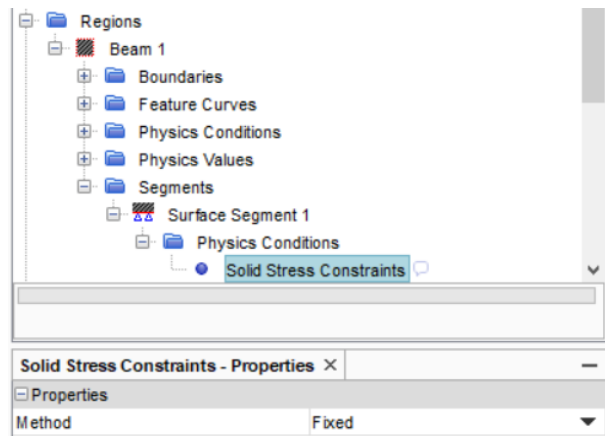 Regions
Beam 1
Boundaries
Feature Curves
Physics Conditions
Physics Values
Segments
Surface Segment 1
Physics Conditions
Solid Stress Constraints
Solid Stress Constraints - Properties ×
Properties
Method Fixed